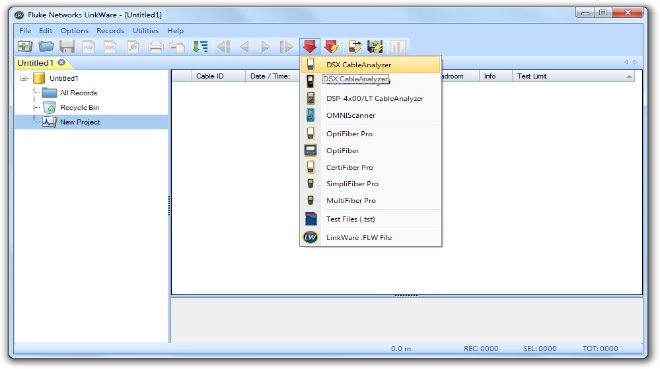 Fluke Networks LinkWare - [Untitled1]
File Edit Options Records Utilities Help
Untitled1
Untitled1
All Records
Recycle Bin
New Project
Cable ID Date / Time: Info Test Limit
DSX CableAnalyzer
DSX CableAnalyzer
DSP-4x00/LT CableAnalyzer
OMNIScanner
OptiFiber Pro
OptiFiber
CertiFiber Pro
SimpliFiber Pro
MultiFiber Pro
Test Files (.tst)
LinkWare .FLW File
LW
0.0 m REC: 0000 SEL: 0000 TOT: 0000